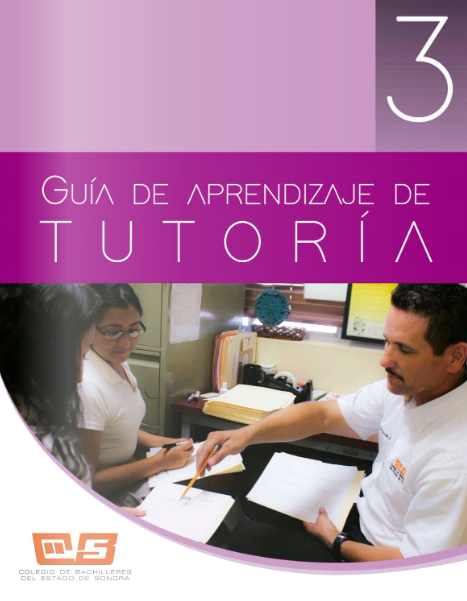 3
GUÍA DE APRENDIZAJE DE
TUTORÍA
COLEGIO DE BACHILLERES
DEL ESTADO DE SONORA